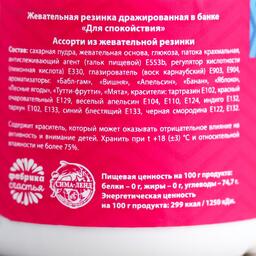 Жевательная резинка дражированная в банке
«Для спокойствия»
Ассорти из жевательной резинки
Состав: сахарная пудра, жевательная основа, глюкоза, патока крахмальная,
антислеживающий агент (тальк пищевой) Е553b, регулятор кислотности
(лимонная кислота) Е330, глазирователь (воск карнаубский) Е903, Е904,
ароматизаторы: «Бабл-гам», «Вишня», «Апельсин», «Банан», «Яблоко»,
«Лесные ягоды», «Тутти-фрутти», «Мята»; красители: тартразин Е102, красный
очаровательный Е129, веселый апельсин Е104, Е110, Е124, индиго Е132,
тархун Е102, Е133, синий блестящий Е133, черная смородина Е122, Е132.
Содержит краситель, который может оказывать отрицательное влияние на
активность и внимание детей. Хранить при t +18 (±3) °С и относительной влажности
не более 75%.
фабрика
счастья
СИМА-ЛЕНД
Пищевая ценность на 100 г продукта:
белки – 0 г, жиры – 0 г, углеводы – 74,7 г.
Энергетическая ценность
на 100 г продукта: 299 ккал / 1250 кДж.